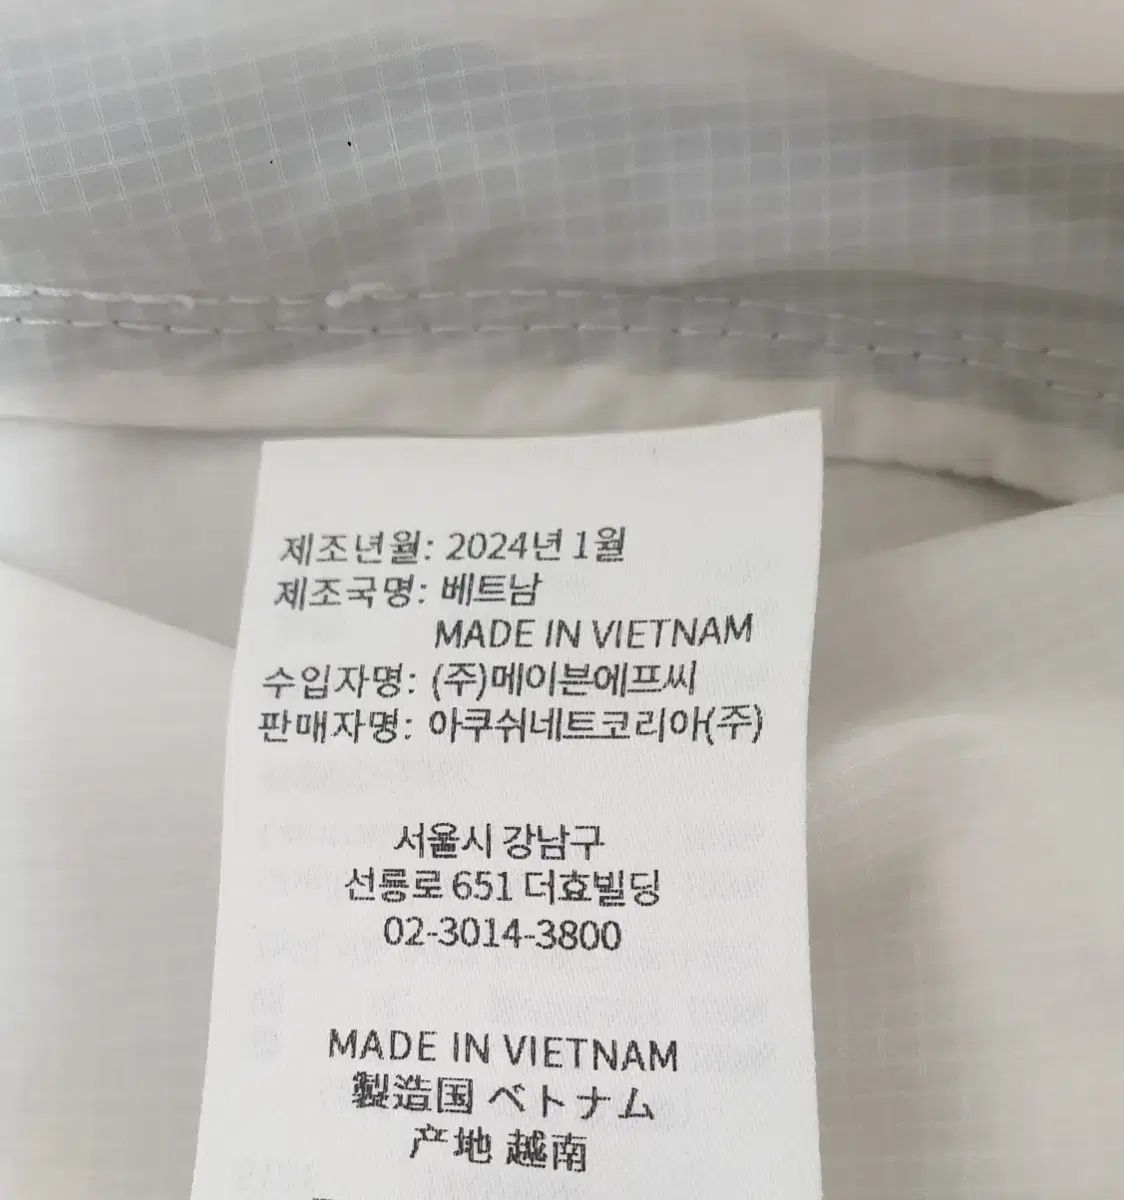 제조년월: 2024년 1월
제조국명: 베트남
MADE IN VIETNAM
수입자명: (주)메이븐에프씨
판매자명: 아쿠쉬네트코리아(주)
서울시 강남구
선릉로 651 더효빌딩
02-3014-3800
MADE IN VIETNAM
製造国 ベトナム
产地 越南